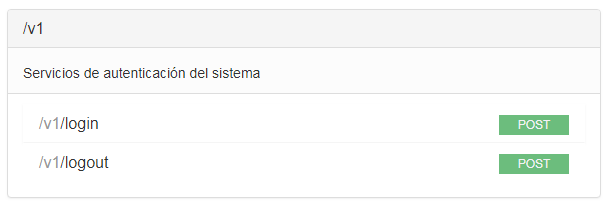 /v1
Servicios de autenticación del sistema
/v1/login POST
/v1/logout POST